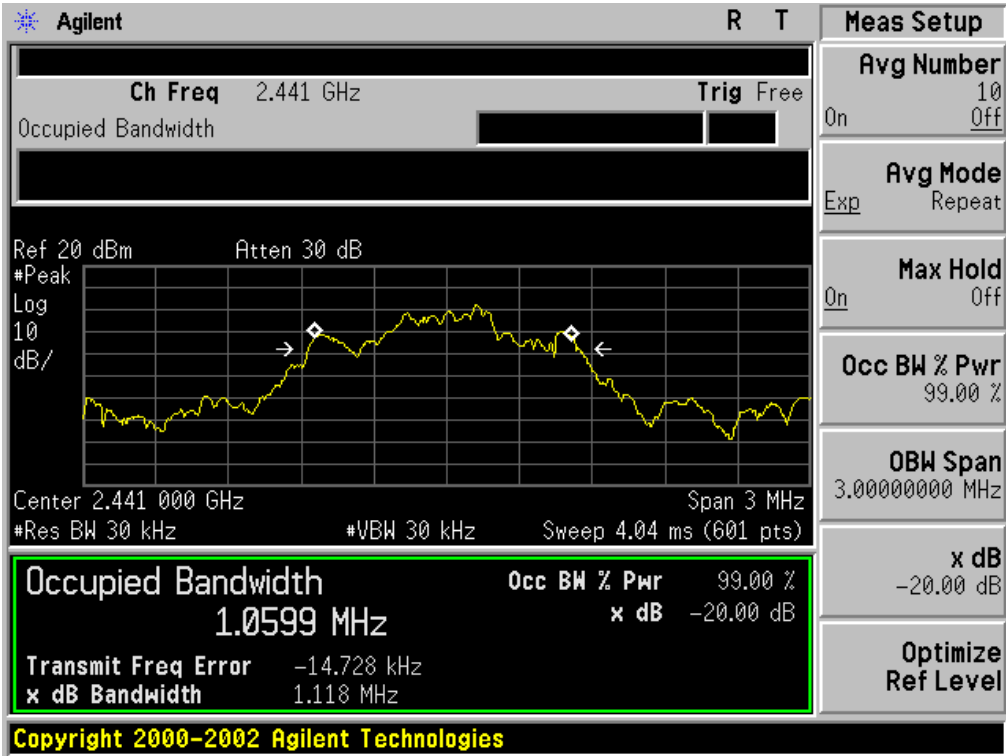 Agilent R T
Ch Freq 2.441 GHz Trig Free
Occupied Bandwidth
Ref 20 dBm Atten 30 dB
#Peak
Log
10
dB/
Center 2.441 000 GHz Span 3 MHz
#Res BW 30 kHz #VBW 30 kHz Sweep 4.04 ms (601 pts)
Occupied Bandwidth
1.0599 MHz
Occ BW % Pwr 99.00 %
x dB -20.00 dB
Transmit Freq Error -14.728 kHz
x dB Bandwidth 1.118 MHz
Copyright 2000-2002 Agilent Technologies
Meas Setup
Avg Number
10
On Off
Avg Mode
Exp Repeat
Max Hold
On Off
Occ BW % Pwr
99.00 %
OBW Span
3.00000000 MHz
x dB
-20.00 dB
Optimize
Ref Level